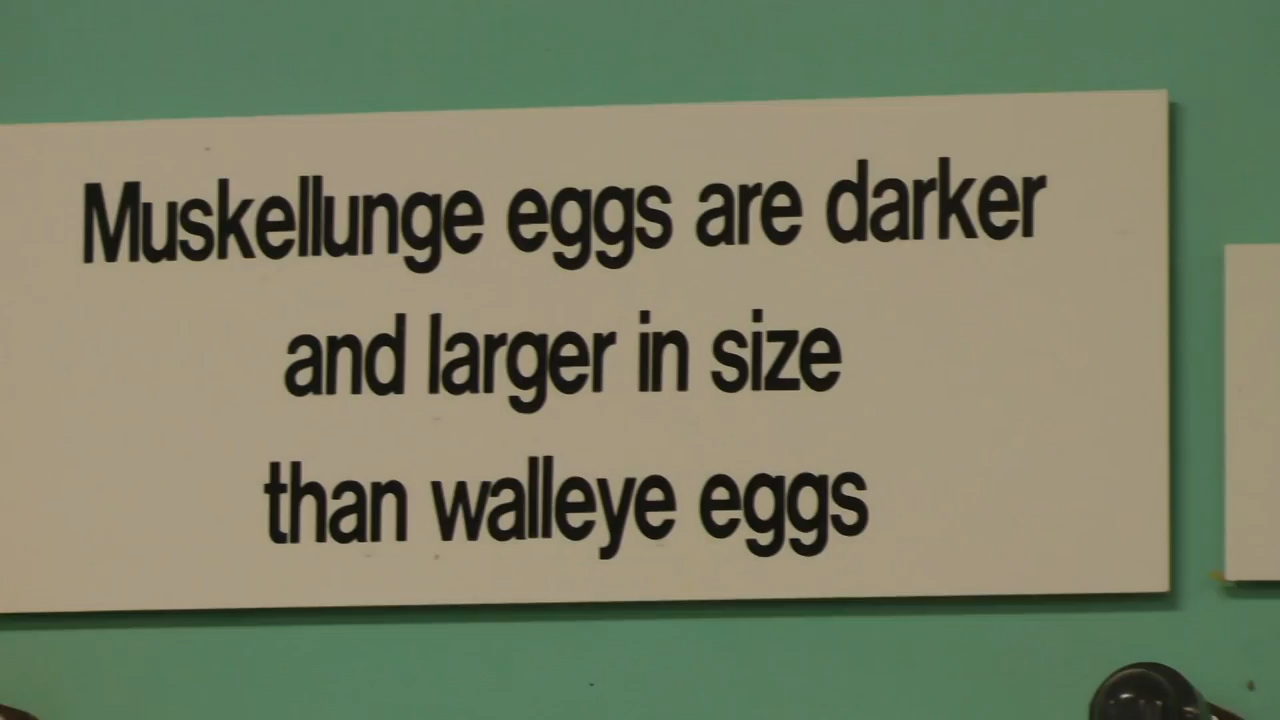 Muskellunge eggs are darker
and larger in size
than walleye eggs